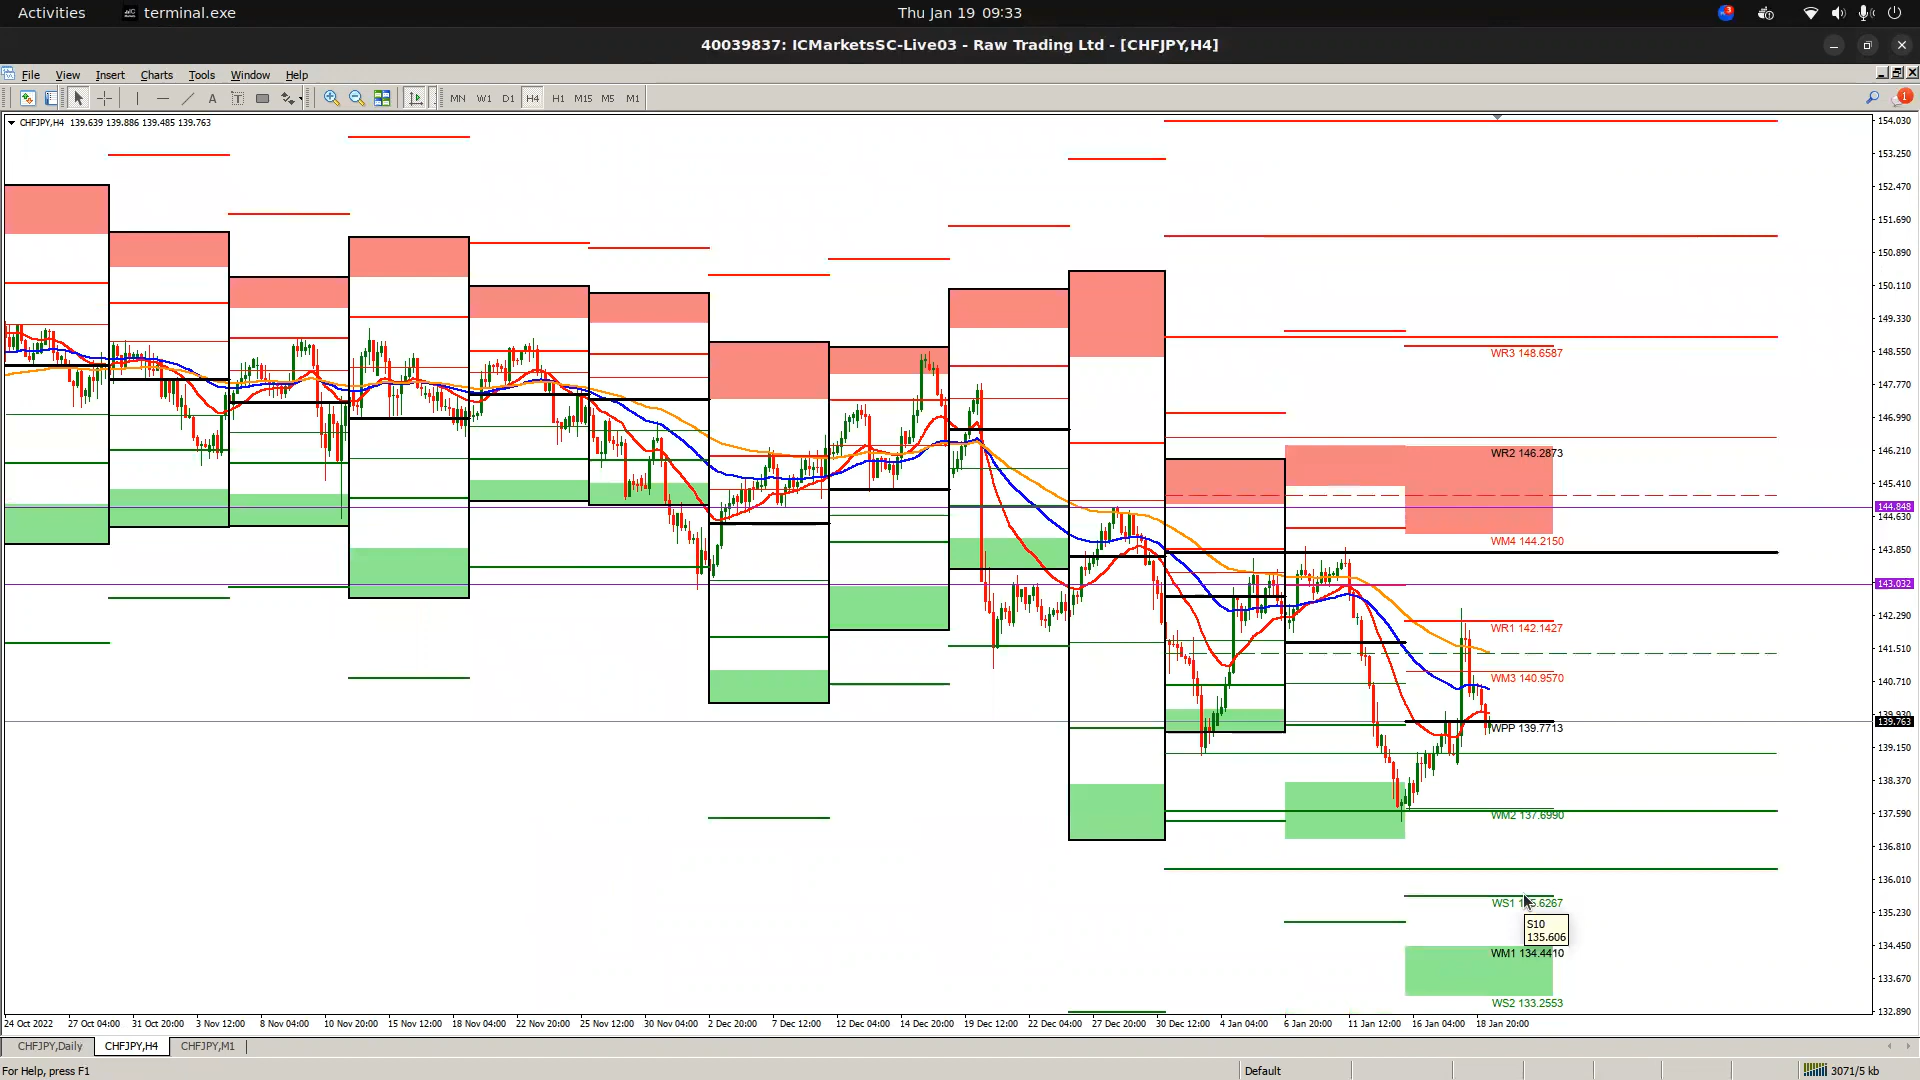 Activities
terminal.exe
Thu Jan 19 09:33
3
40039837: ICMarketsSC-Live03 - Raw Trading Ltd - [CHFJPY,H4]
File View Insert Charts Tools Window Help
A T MN W1 D1 H4 H1 M15 M5 M1
1
CHFJPY,H4 139.639 139.886 139.485 139.763
154.030
153.250
152.470
151.690
150.890
150.110
149.330
WR3 148.6587
148.550
147.770
146.990
WR2 146.2873
146.210
145.410
144.848
144.630
WM4 144.2150
143.850
143.032
142.290
WR1 142.1427
141.510
WM3 140.9570
140.710
139.763
WPP 139.7713
139.150
138.370
WM2 137.6990
137.590
136.810
136.010
WS1
S10
135.606
135.230
WM1 134.4410
134.450
133.670
WS2 133.2553
132.890
24 Oct 2022 27 Oct 04:00 31 Oct 20:00 3 Nov 12:00 8 Nov 04:00 10 Nov 20:00 15 Nov 12:00 18 Nov 04:00 22 Nov 20:00 25 Nov 12:00 30 Nov 04:00 2 Dec 20:00 7 Dec 12:00 12 Dec 04:00 14 Dec 20:00 19 Dec 12:00 22 Dec 04:00 27 Dec 20:00 30 Dec 12:00 4 Jan 04:00 6 Jan 20:00 11 Jan 12:00 16 Jan 04:00 18 Jan 20:00
CHFJPY,Daily CHFJPY,H4 CHFJPY,M1
For Help, press F1
Default
3071/5 kb